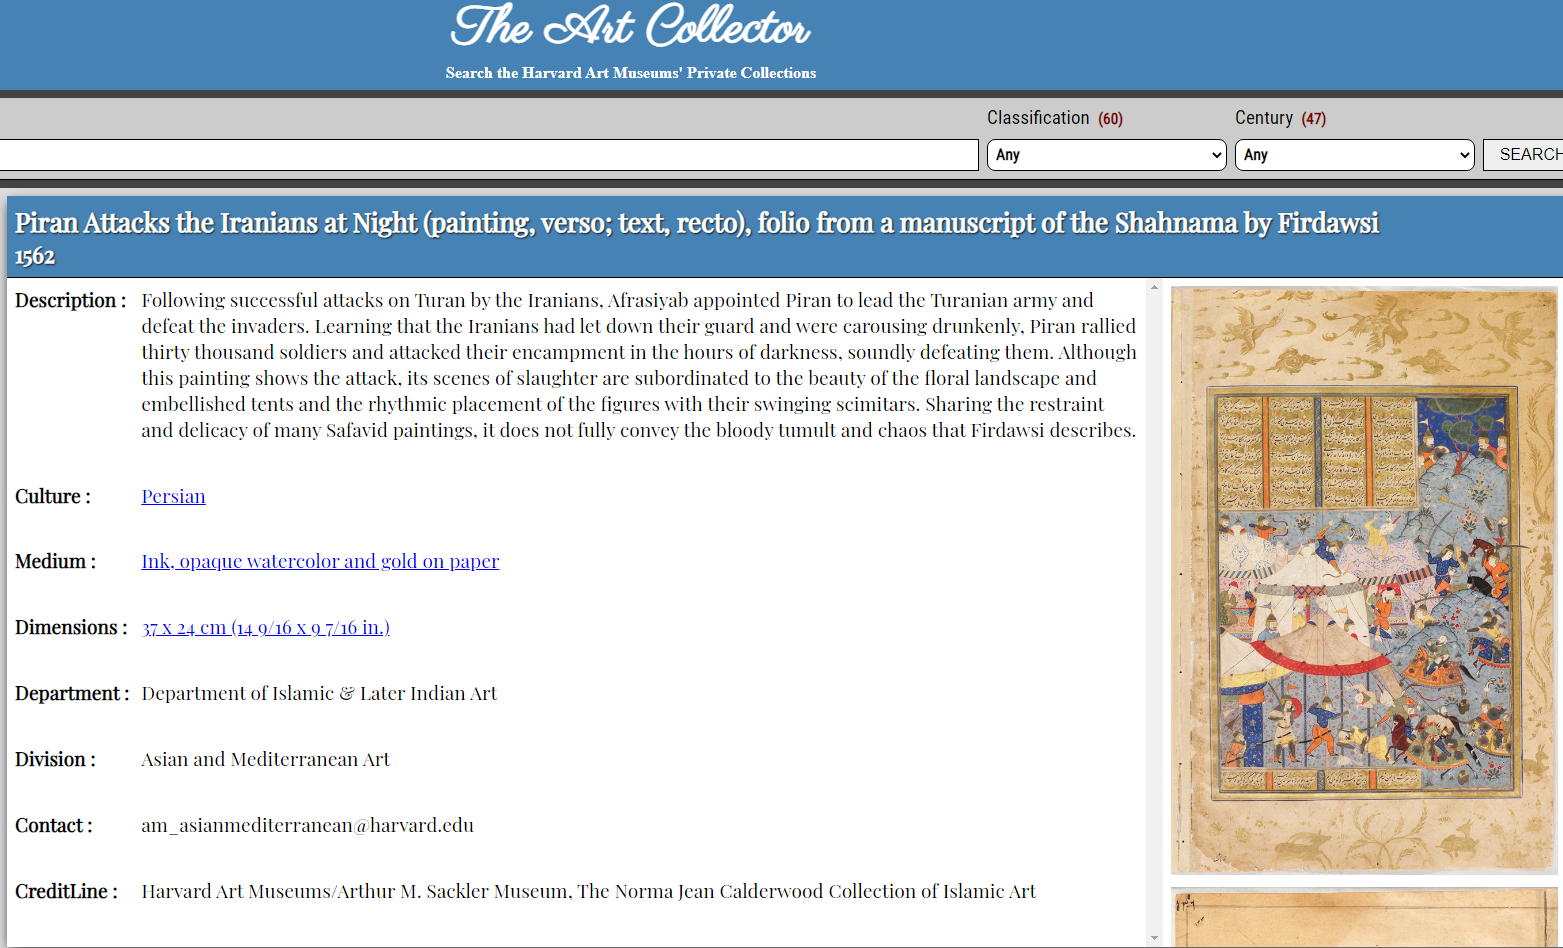 The Art Collector
Search the Harvard Art Museums' Private Collections
Classification (60)
Century (47)
Any
Any
SEARCH
Piran Attacks the Iranians at Night (painting, verso; text, recto), folio from a manuscript of the Shahnama by Firdawsi
1562
Description : Following successful attacks on Turan by the Iranians, Afrasiyab appointed Piran to lead the Turanian army and
defeat the invaders. Learning that the Iranians had let down their guard and were carousing drunkenly, Piran rallied
thirty thousand soldiers and attacked their encampment in the hours of darkness, soundly defeating them. Although
this painting shows the attack, its scenes of slaughter are subordinated to the beauty of the floral landscape and
embellished tents and the rhythmic placement of the figures with their swinging scimitars. Sharing the restraint
and delicacy of many Safavid paintings, it does not fully convey the bloody tumult and chaos that Firdawsi describes.
Culture : Persian
Medium : Ink, opaque watercolor and gold on paper
Dimensions : 37 x 24 cm (14 9/16 x 9 7/16 in.)
Department : Department of Islamic & Later Indian Art
Division : Asian and Mediterranean Art
Contact : am_asianmediterranean@harvard.edu
CreditLine : Harvard Art Museums/Arthur M. Sackler Museum, The Norma Jean Calderwood Collection of Islamic Art